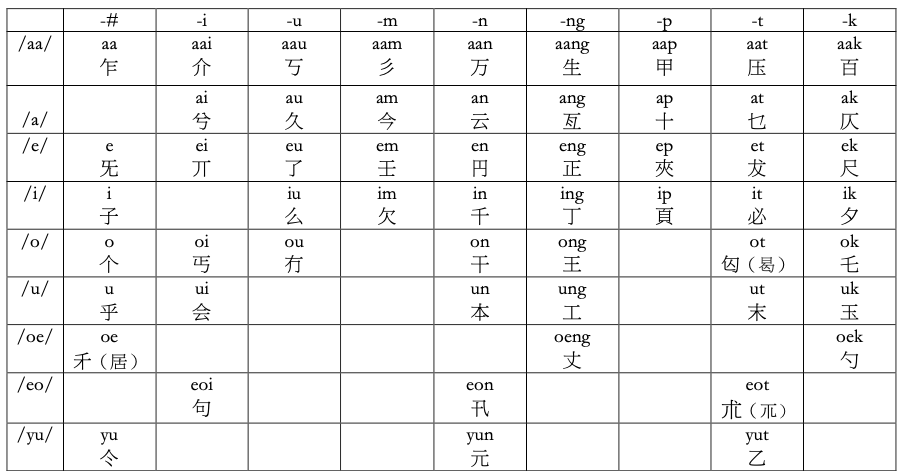 -# -i -u -m -n -ng -p -t -k
/aa/ aa aai aau aam aan aang aap aat aak
乍 介 丂 彡 万 生 甲 压 百
ai au am an ang ap at ak
/a/ 兮 久 今 云 亙 十 乜 仄
/e/ e ei eu em en eng ep et ek
旡 丌 了 壬 円 正 夾 犮 尺
/i/ i iu im in ing ip it ik
子 么 欠 千 丁 頁 必 夕
/o/ o oi ou on ong ot ok
个 丐 冇 干 王 匃（曷） 乇
/u/ u ui un ung ut uk
乎 会 本 工 末 玉
/oe/ oe oeng oek
禾（居） 丈 勺
/eo/ eoi eon eot
句 卂 朮（兀）
/yu/ yu yun yut
仒 元 乙